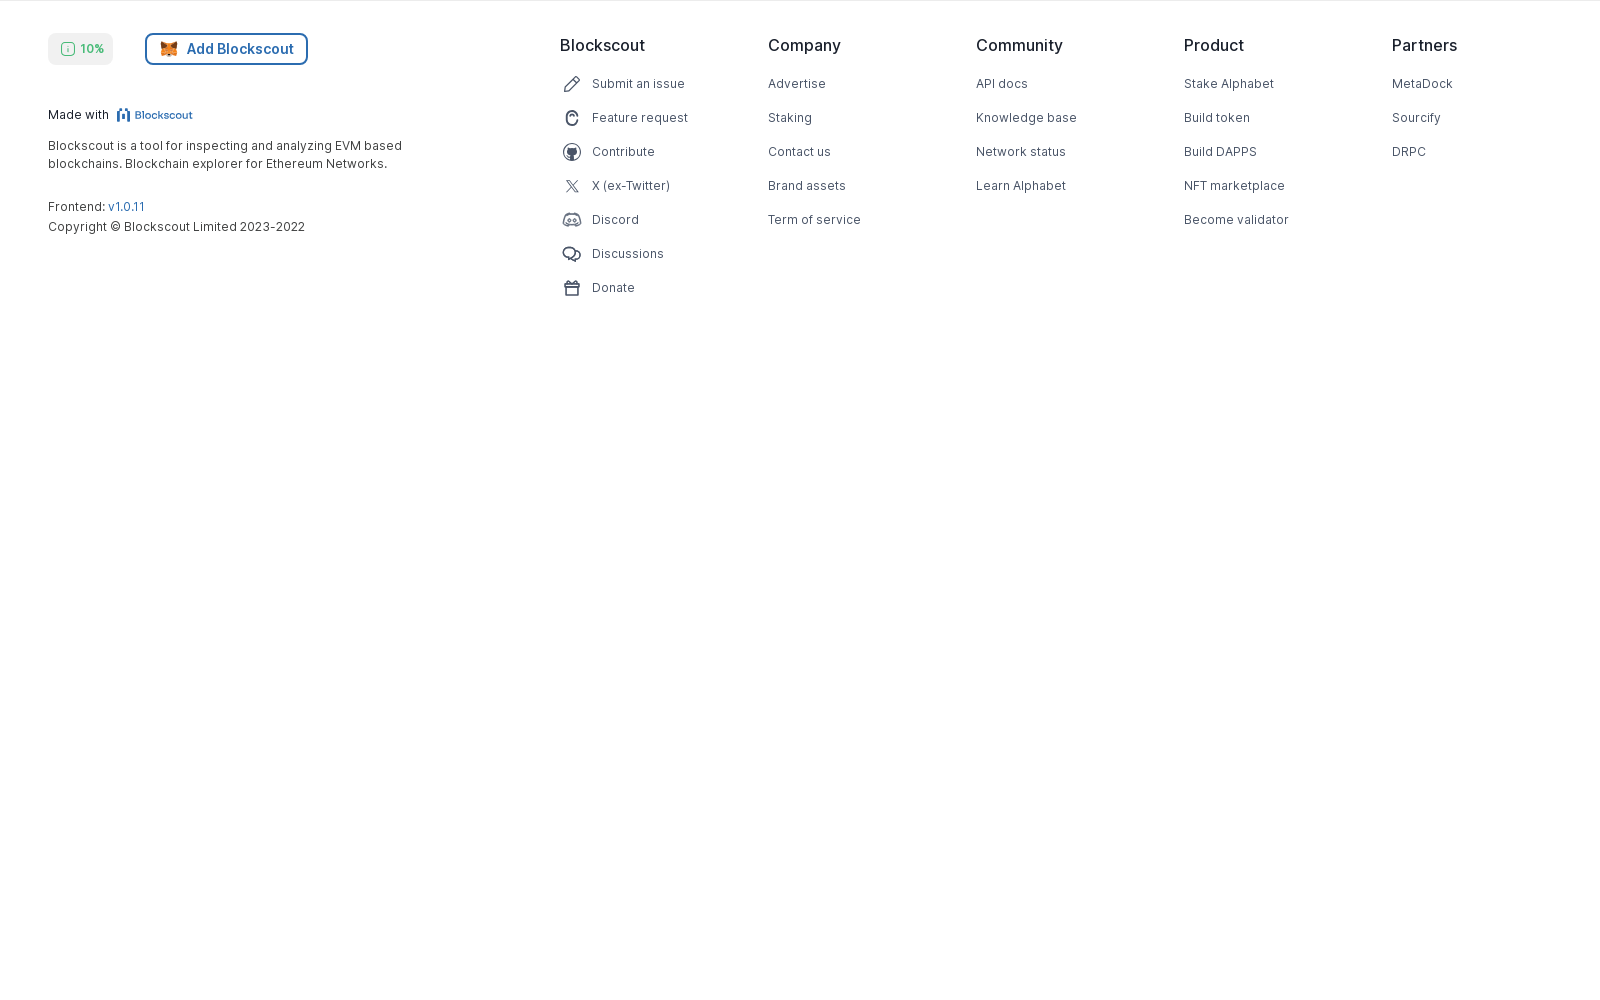 10%
Add Blockscout
Made with Blockscout
Blockscout is a tool for inspecting and analyzing EVM based
blockchains. Blockchain explorer for Ethereum Networks.
Frontend: v1.0.11
Copyright © Blockscout Limited 2023-2022
Blockscout
Submit an issue
Feature request
Contribute
X (ex-Twitter)
Discord
Discussions
Donate
Company
Advertise
Staking
Contact us
Brand assets
Term of service
Community
API docs
Knowledge base
Network status
Learn Alphabet
Product
Stake Alphabet
Build token
Build DAPPS
NFT marketplace
Become validator
Partners
MetaDock
Sourcify
DRPC